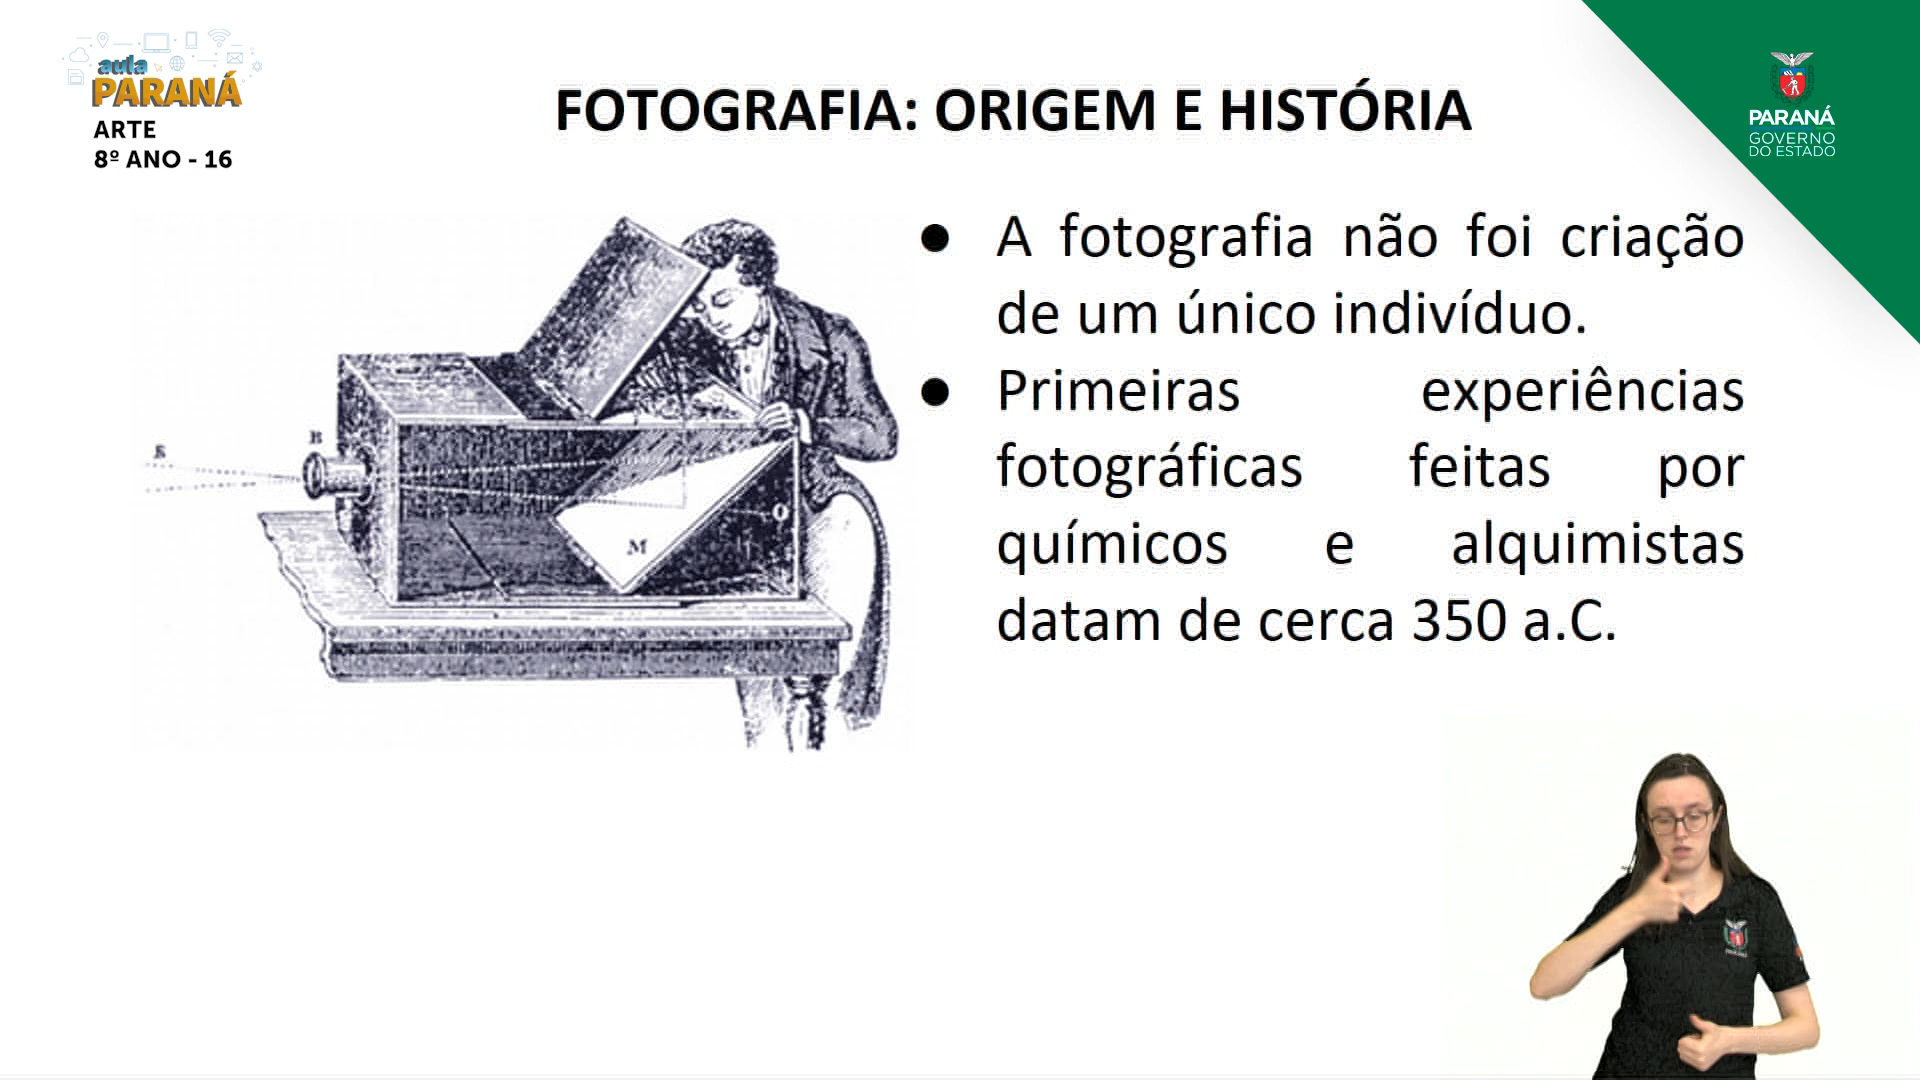 aula
PARANÁ
ARTE
8º ANO - 16
FOTOGRAFIA: ORIGEM E HISTÓRIA
PARANÁ
GOVERNO
DO ESTADO
● A fotografia não foi criação
de um único indivíduo.
● Primeiras experiências
fotográficas feitas por
químicos e alquimistas
datam de cerca 350 a.C.
B
O
M